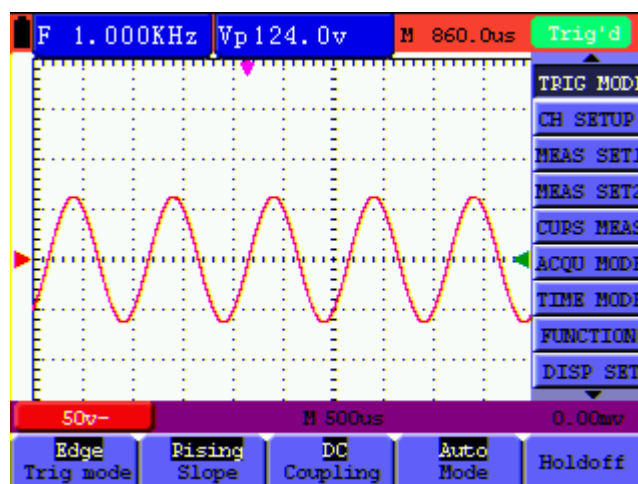 F 1.000KHz Vp124.0v M 860.0us Trig'd
TRIG MODE
CH SETUP
MEAS SET1
MEAS SET2
CURS MEAS
ACQU MODE
TIME MODE
FUNCTION
DISP SET
50v- M 500us 0.00mv
Edge Rising DC Auto
Trig mode Slope Coupling Mode Holdoff